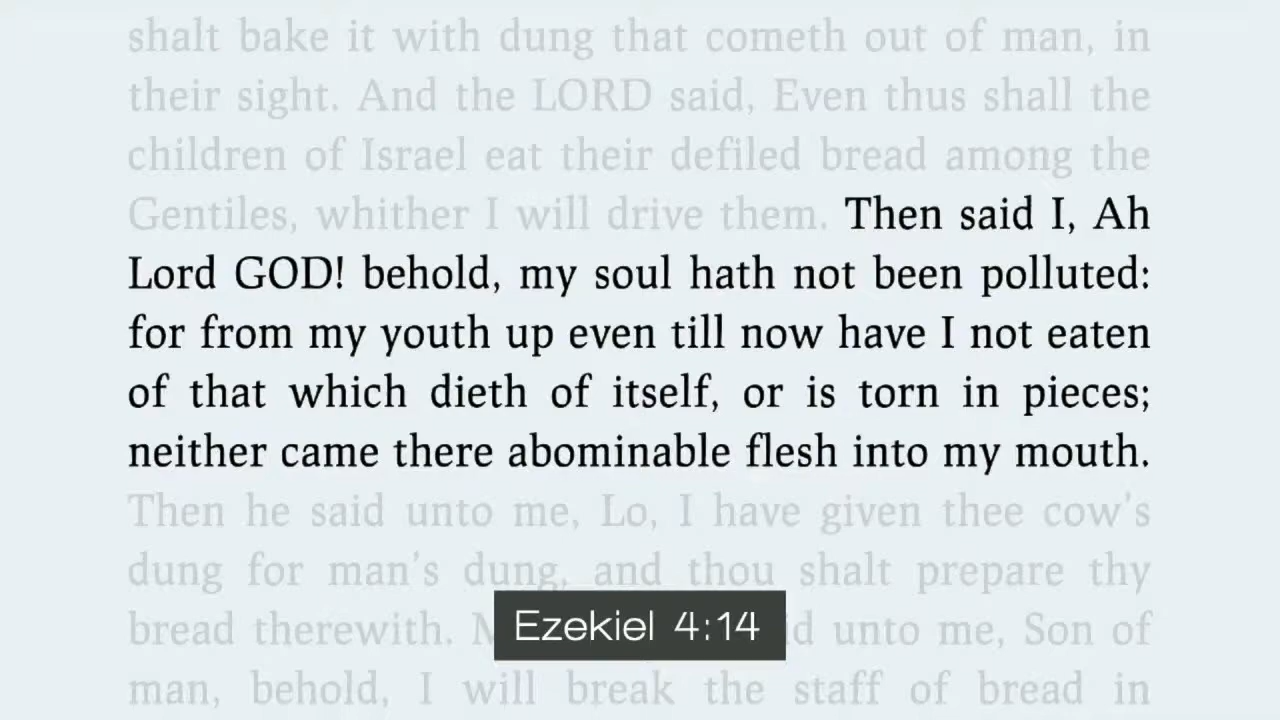 shalt bake it with dung that cometh out of man, in
their sight. And the LORD said, Even thus shall the
children of Israel eat their defiled bread among the
Gentiles, whither I will drive them. Then said I, Ah
Lord GOD! behold, my soul hath not been polluted:
for from my youth up even till now have I not eaten
of that which dieth of itself, or is torn in pieces;
neither came there abominable flesh into my mouth.
Then he said unto me, Lo, I have given thee cow's
dung for man's dung, and thou shalt prepare thy
bread therewith. unto me, Son of
Ezekiel 4:14
man, behold, I will break the staff of bread in